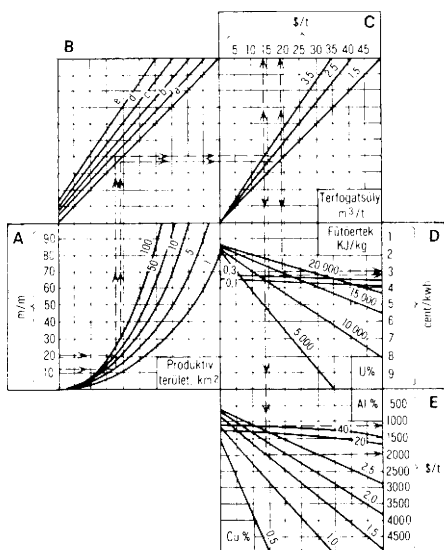 $/t
B C
5 10 15 20 25 30 35 40 45
e d c b a
3.5 2.5 1.5
Térfogatsúly
m³/t
Fűtőérték
KJ/kg
A D
90
80
70
60
50
40
30
20
10
m/m
100 50 10 5 1
Produktiv
terület, km²
0,3
0,1
20 000
15 000
10 000
5 000
1
2
3
4
5
6
7
8
9
cent/kwh
U%
E
Al %
40
20
2.5
2.0
1.5
1.0
0.5
Cu%
500
1000
1500
2000
2500
3000
3500
4000
4500
$/t